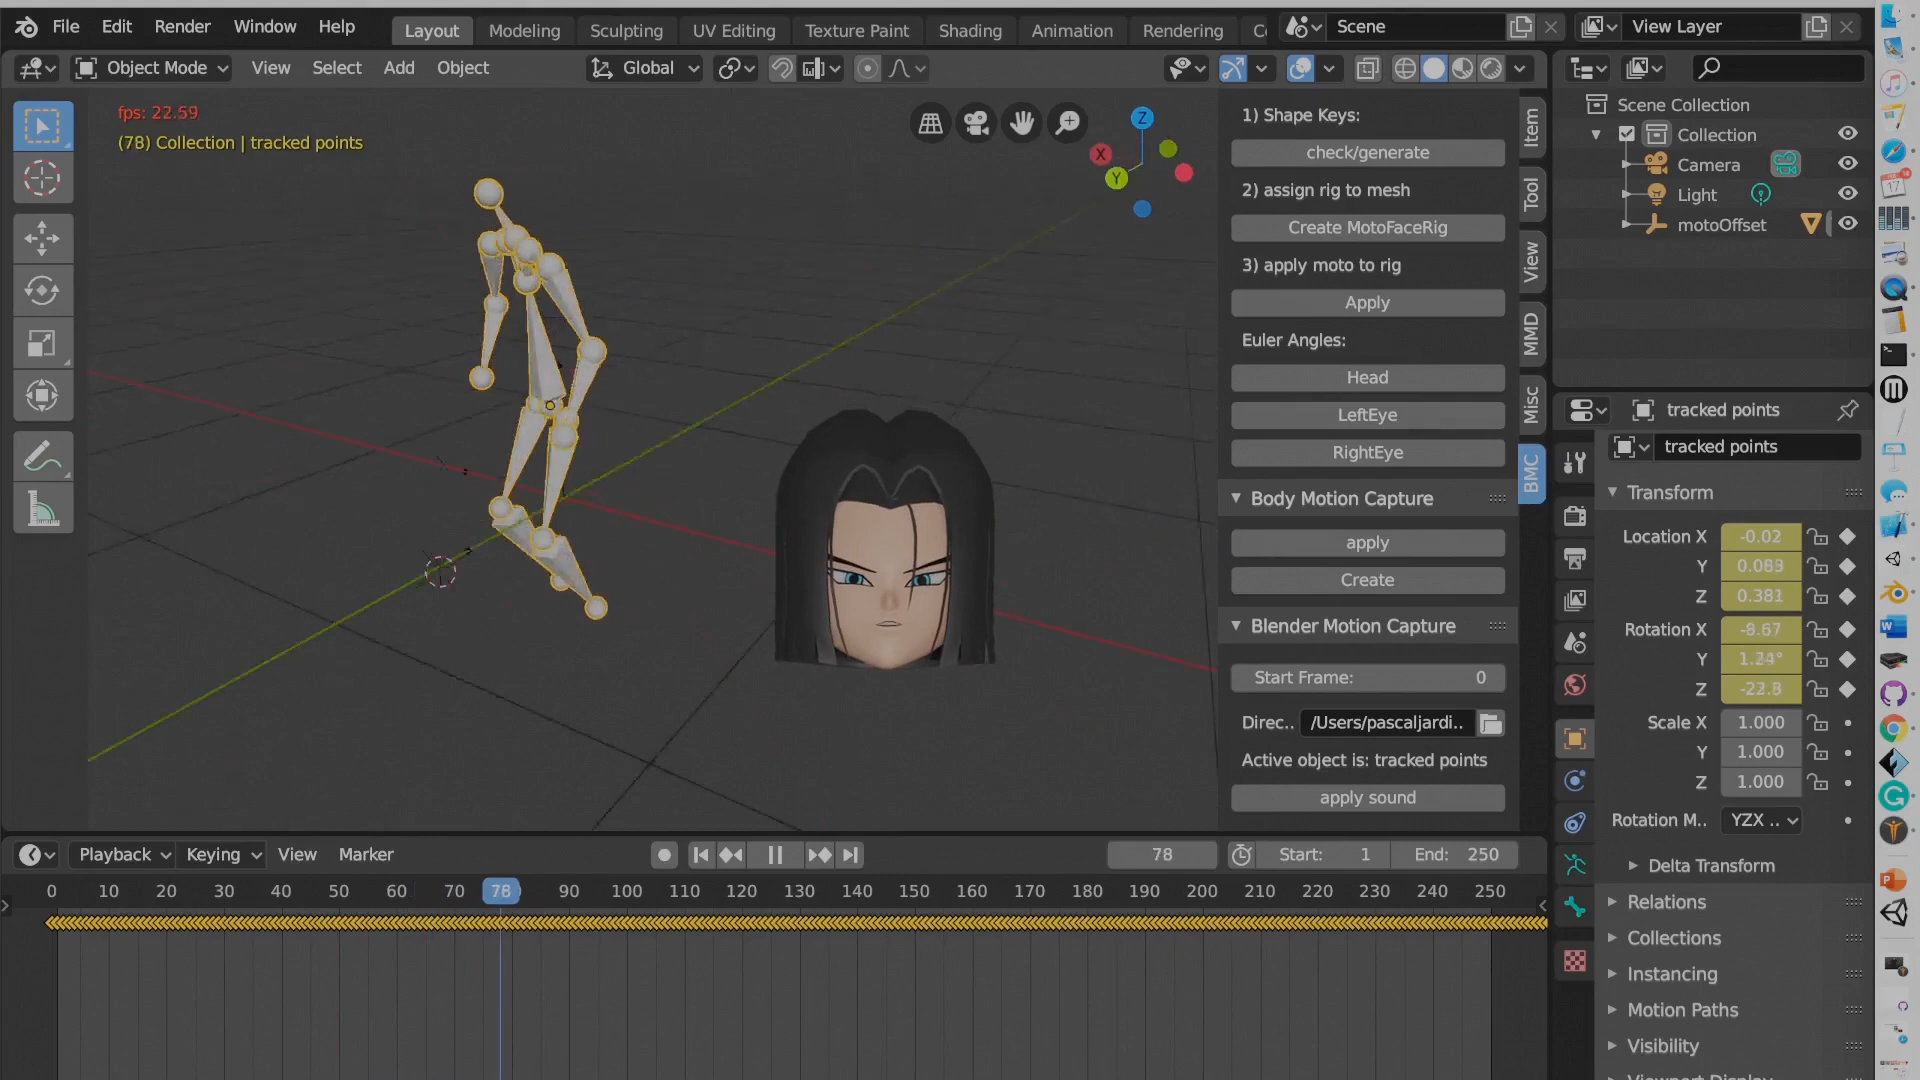 File Edit Render Window Help
Layout Modeling Sculpting UV Editing Texture Paint Shading Animation Rendering
Scene
View Layer
Object Mode View Select Add Object
Global
fps: 22.59
(78) Collection | tracked points
Z
X
Y
1) Shape Keys:
check/generate
2) assign rig to mesh
Create MotoFaceRig
3) apply moto to rig
Apply
Euler Angles:
Head
LeftEye
RightEye
Body Motion Capture
apply
Create
Blender Motion Capture
Start Frame: 0
Direc.. /Users/pascaljardi..
Active object is: tracked points
apply sound
Item
Tool
View
MMD
Misc
BMC
Scene Collection
Collection
Camera
Light
motoOffset
tracked points
tracked points
Transform
Location X -0.02
Y 0.083
Z 0.381
Rotation X -8.67
Y 1.24°
Z -22.8
Scale X 1.000
Y 1.000
Z 1.000
Rotation M.. YZX ..
Delta Transform
Relations
Collections
Instancing
Motion Paths
Visibility
Viewport Display
Playback Keying View Marker
78
Start: 1
End: 250
0 10 20 30 40 50 60 70 78 90 100 110 120 130 140 150 160 170 180 190 200 210 220 230 240 250
17